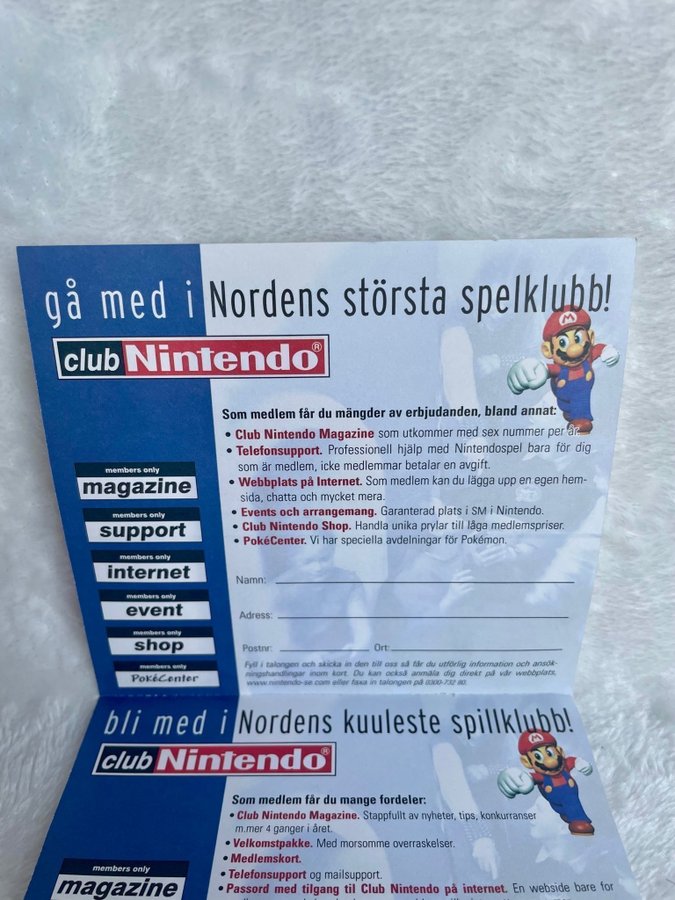 gå med i Nordens största spelklubb!
club Nintendo®
Som medlem får du mängder av erbjudanden, bland annat:
• Club Nintendo Magazine som utkommer med sex nummer per år.
• Telefonsupport. Professionell hjälp med Nintendospel bara för dig
som är medlem, icke medlemmar betalar en avgift.
• Webbplats på Internet. Som medlem kan du lägga upp en egen hem-
sida, chatta och mycket mera.
• Events och arrangemang. Garanterad plats i SM i Nintendo.
• Club Nintendo Shop. Handla unika prylar till låga medlemspriser.
• PokéCenter. Vi har speciella avdelningar för Pokémon.
members only
magazine
members only
support
members only
internet
members only
event
members only
shop
members only
PokéCenter
Namn:
Adress:
Postnr: Ort:
Fyll i talongen och skicka in den till oss så får du utförlig information och ansök-
ningshandlingar inom kort. Du kan också anmäla dig direkt på vår webbplats,
www.nintendo-se.com eller faxa in talongen på 0300-732 80.
bli med i Nordens kuuleste spillklubb!
club Nintendo®
Som medlem får du mange fordeler:
• Club Nintendo Magazine. Stappfullt av nyheter, tips, konkurranser
m.mer 4 ganger i året.
• Velkomstpakke. Med morsomme overraskelser.
• Medlemskort.
• Telefonsupport og mailsupport.
• Passord med tilgang til Club Nintendo på internet. En webside bare for
members only
magazine